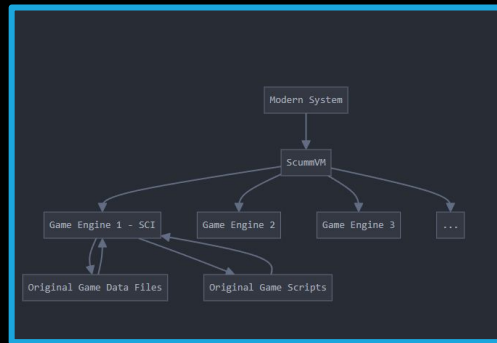 Modern System
ScummVM
Game Engine 1 - SCI
Game Engine 2
Game Engine 3
...
Original Game Data Files
Original Game Scripts